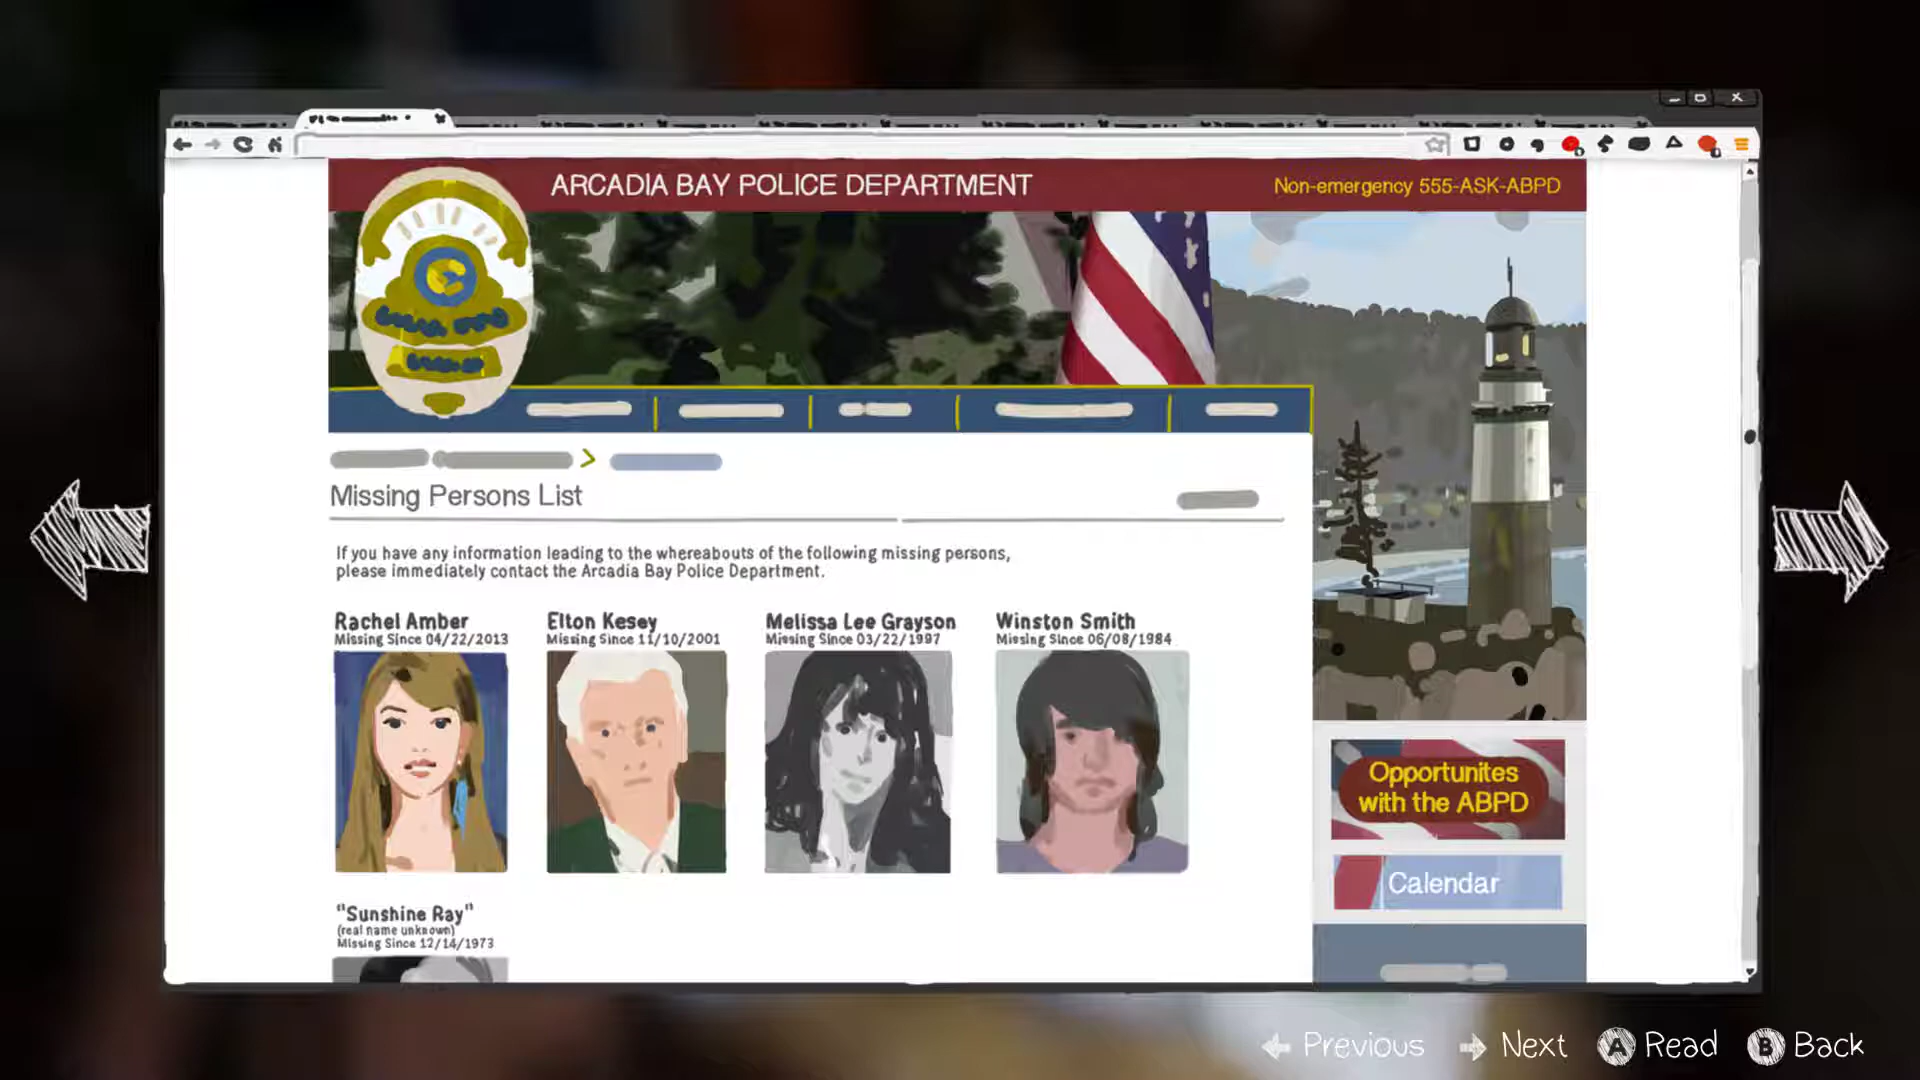 ARCADIA BAY POLICE DEPARTMENT
Non-emergency 555-ASK-ABPD
Missing Persons List
If you have any information leading to the whereabouts of the following missing persons,
please immediately contact the Arcadia Bay Police Department.
Rachel Amber
Missing Since 04/22/2013
Elton Kesey
Missing Since 11/10/2001
Melissa Lee Grayson
Missing Since 03/22/1997
Winston Smith
Missing Since 06/08/1984
"Sunshine Ray"
(real name unknown)
Missing Since 12/14/1973
Opportunites
with the ABPD
Calendar
Previous
Next
A Read
B Back